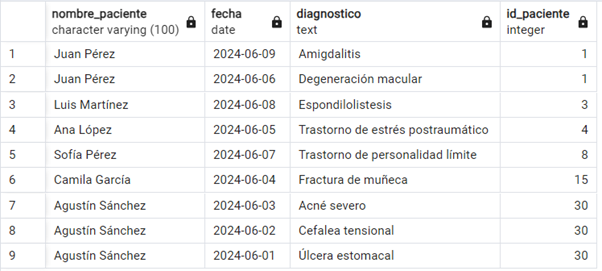 nombre_paciente fecha diagnostico id_paciente
character varying (100) date text integer
1 Juan Pérez 2024-06-09 Amigdalitis 1
2 Juan Pérez 2024-06-06 Degeneración macular 1
3 Luis Martínez 2024-06-08 Espondilolistesis 3
4 Ana López 2024-06-05 Trastorno de estrés postraumático 4
5 Sofía Pérez 2024-06-07 Trastorno de personalidad límite 8
6 Camila García 2024-06-04 Fractura de muñeca 15
7 Agustín Sánchez 2024-06-03 Acné severo 30
8 Agustín Sánchez 2024-06-02 Cefalea tensional 30
9 Agustín Sánchez 2024-06-01 Úlcera estomacal 30